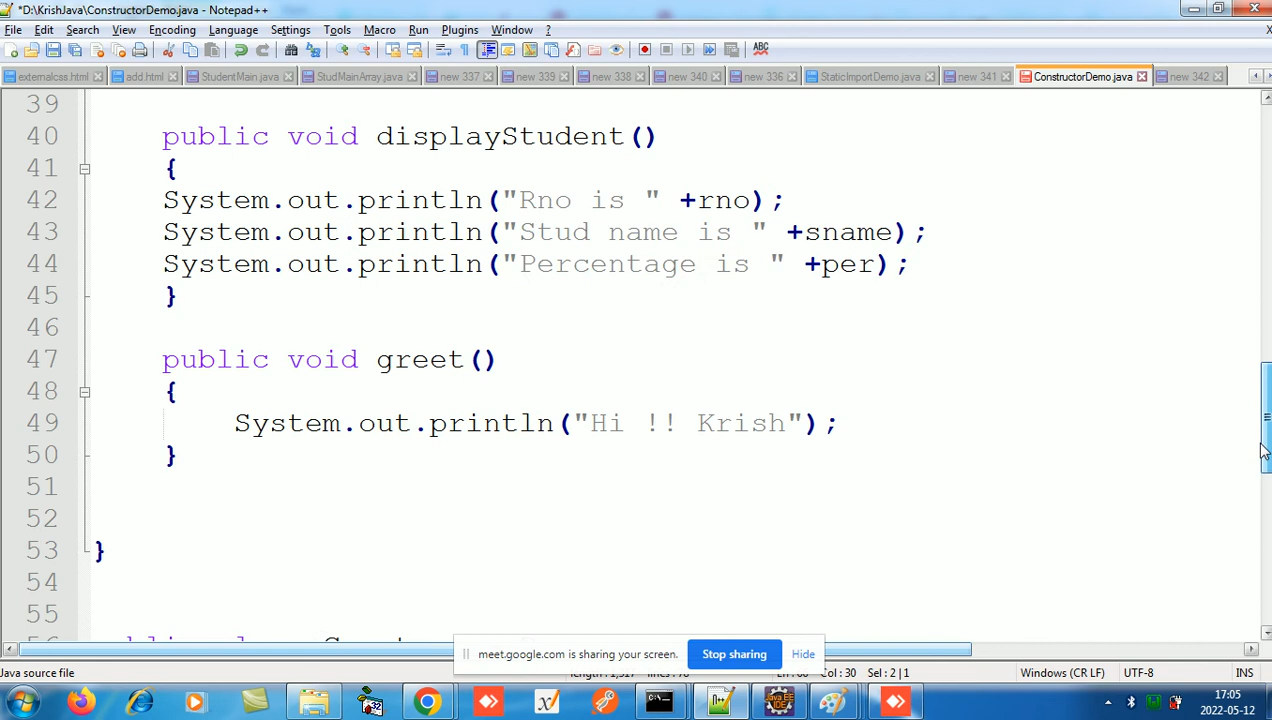 *D:\KrishJava\ConstructorDemo.java - Notepad++
File Edit Search View Encoding Language Settings Tools Macro Run Plugins Window ?
externalcss.html add.html StudentMain.java StudMainArray.java new 337 new 339 new 338 new 340 new 336 StaticImportDemo.java new 341 ConstructorDemo.java new 342
39
40 public void displayStudent()
41 {
42 System.out.println("Rno is " +rno);
43 System.out.println("Stud name is " +sname);
44 System.out.println("Percentage is " +per);
45 }
46
47 public void greet()
48 {
49 System.out.println("Hi !! Krish");
50 }
51
52
53 }
54
55
meet.google.com is sharing your screen. Stop sharing Hide
Java source file Col : 30 Sel : 2 | 1 Windows (CR LF) UTF-8 INS
17:05
2022-05-12